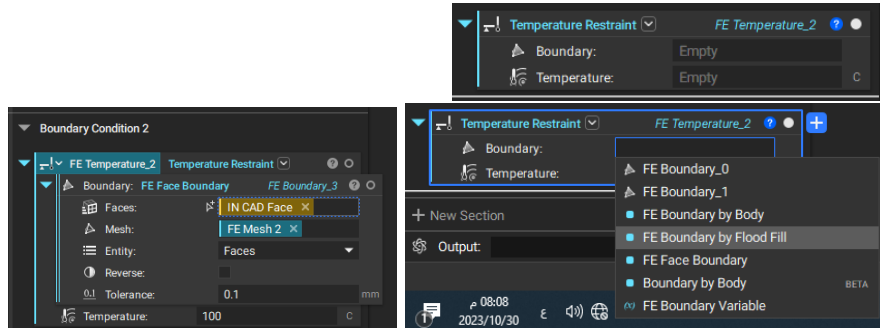 Temperature Restraint FE Temperature_2 ?
Boundary: Empty
Temperature: Empty C
Boundary Condition 2
FE Temperature_2 Temperature Restraint ?
Boundary: FE Face Boundary FE Boundary_3 ?
Faces: IN CAD Face ×
Mesh: FE Mesh 2 ×
Entity: Faces
Reverse:
0.1 Tolerance: 0.1 mm
Temperature: 100 C
Temperature Restraint FE Temperature_2 ? +
Boundary:
Temperature:
FE Boundary_0
FE Boundary_1
FE Boundary by Body
FE Boundary by Flood Fill
FE Face Boundary
Boundary by Body BETA
(x) FE Boundary Variable
+ New Section
Output:
1 08:08 م ع
2023/10/30